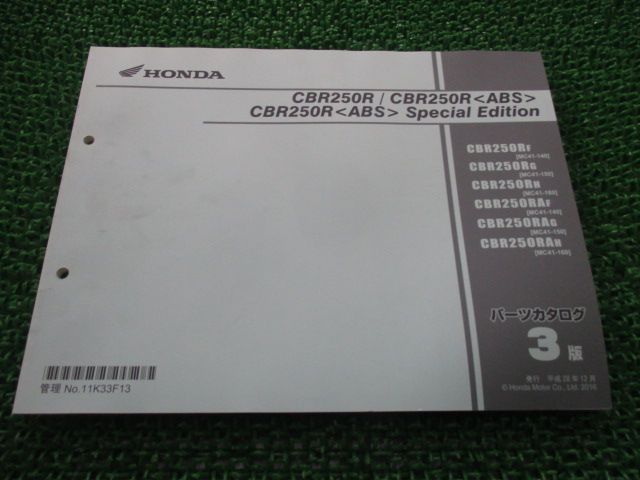 HONDA
CBR250R / CBR250R<ABS>
CBR250R<ABS> Special Edition
CBR250RF
[MC41-140]
CBR250RG
[MC41-150]
CBR250RH
[MC41-160]
CBR250RAF
[MC41-140]
CBR250RAG
[MC41-150]
CBR250RAH
[MC41-160]
パーツカタログ
3版
管理 No.11K33F13
発行 平成28年12月
© Honda Motor Co., Ltd. 2016